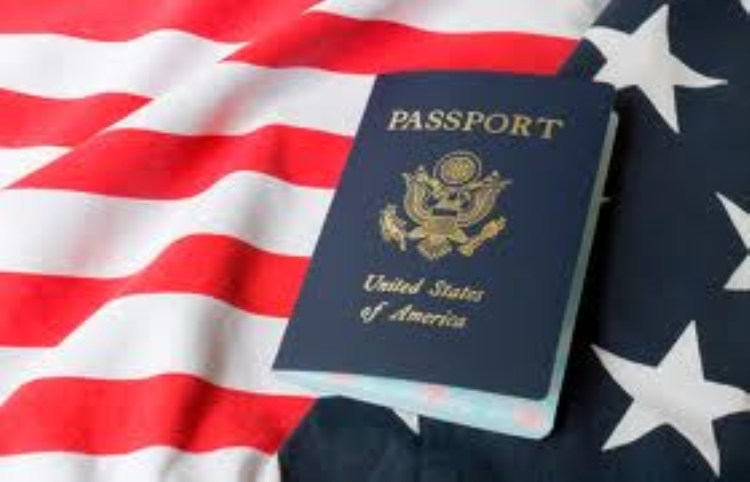 PASSPORT
United States
of America